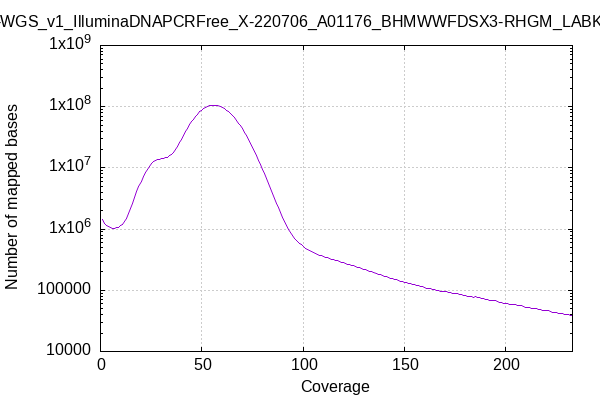 -WGS_v1_IlluminaDNAPCRFree_X-220706_A01176_BHMWWFDSX3-RHGM_LABK
1x10⁹
1x10⁸
1x10⁷
1x10⁶
100000
10000
Number of mapped bases
0 50 100 150 200
Coverage